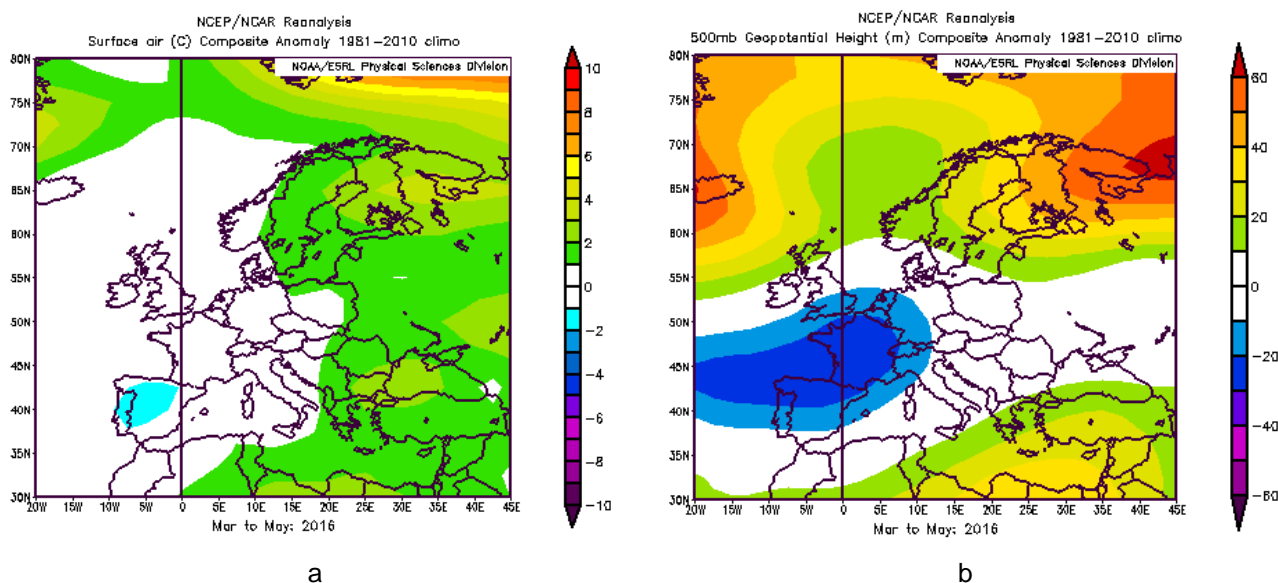 NCEP/NCAR Reanalysis
Surface air (C) Composite Anomaly 1981-2010 climo
NOAA/ESRL Physical Sciences Division
80N
75N
70N
65N
60N
55N
50N
45N
40N
35N
30N
20W 15W 10W 5W 0 5E 10E 15E 20E 25E 30E 35E 40E 45E
Mar to May: 2016
10
8
6
4
2
0
-2
-4
-6
-8
-10
a
NCEP/NCAR Reanalysis
500mb Geopotential Height (m) Composite Anomaly 1981-2010 climo
NOAA/ESRL Physical Sciences Division
80N
75N
70N
65N
60N
55N
50N
45N
40N
35N
30N
20W 15W 10W 5W 0 5E 10E 15E 20E 25E 30E 35E 40E 45E
Mar to May: 2016
60
40
20
0
-20
-40
-60
b